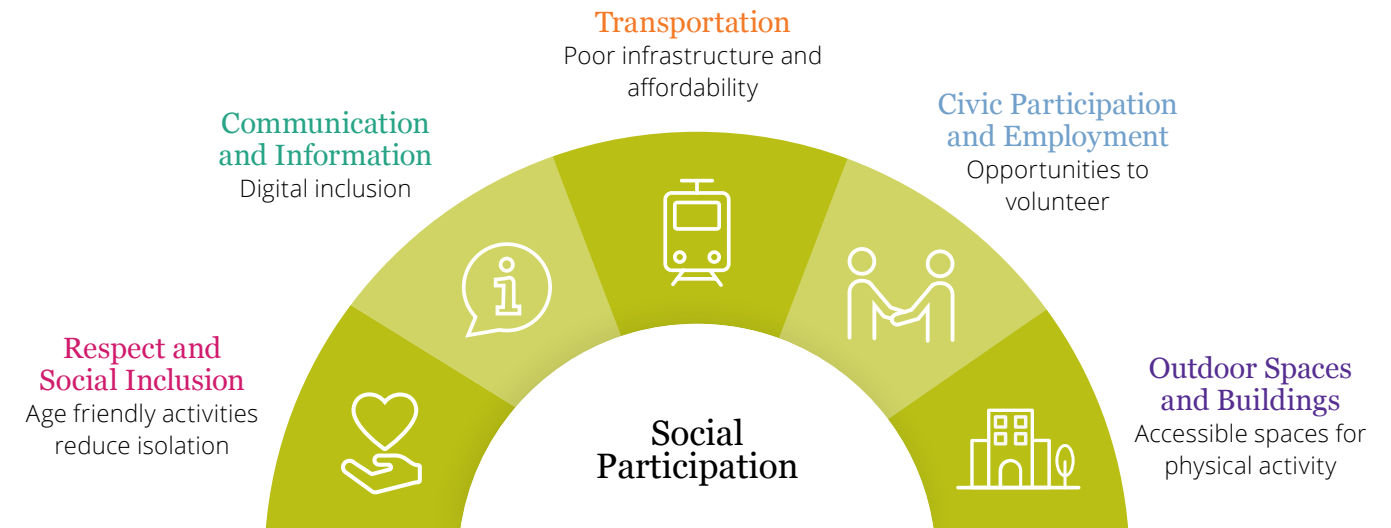 Transportation
Poor infrastructure and
affordability
Communication
and Information
Digital inclusion
Civic Participation
and Employment
Opportunities to
volunteer
Respect and
Social Inclusion
Age friendly activities
reduce isolation
Outdoor Spaces
and Buildings
Accessible spaces for
physical activity
Social
Participation